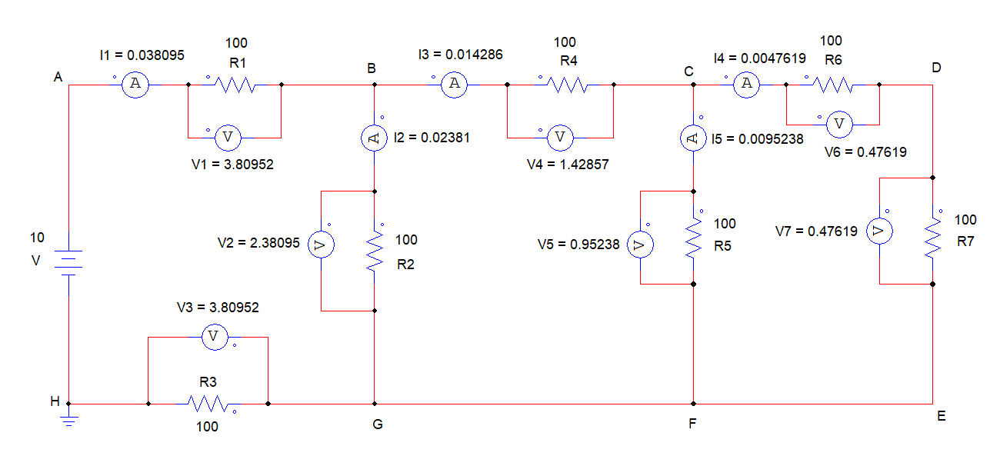 100
R1
I1 = 0.038095
A
A
V
V1 = 3.80952
B
I3 = 0.014286
A
100
R4
V
V4 = 1.42857
C
I4 = 0.0047619
A
100
R6
V
V6 = 0.47619
D
A
I2 = 0.02381
A
I5 = 0.0095238
10
V
V2 = 2.38095
V
100
R2
V5 = 0.95238
V
100
R5
V7 = 0.47619
V
100
R7
V3 = 3.80952
V
R3
100
H
G
F
E